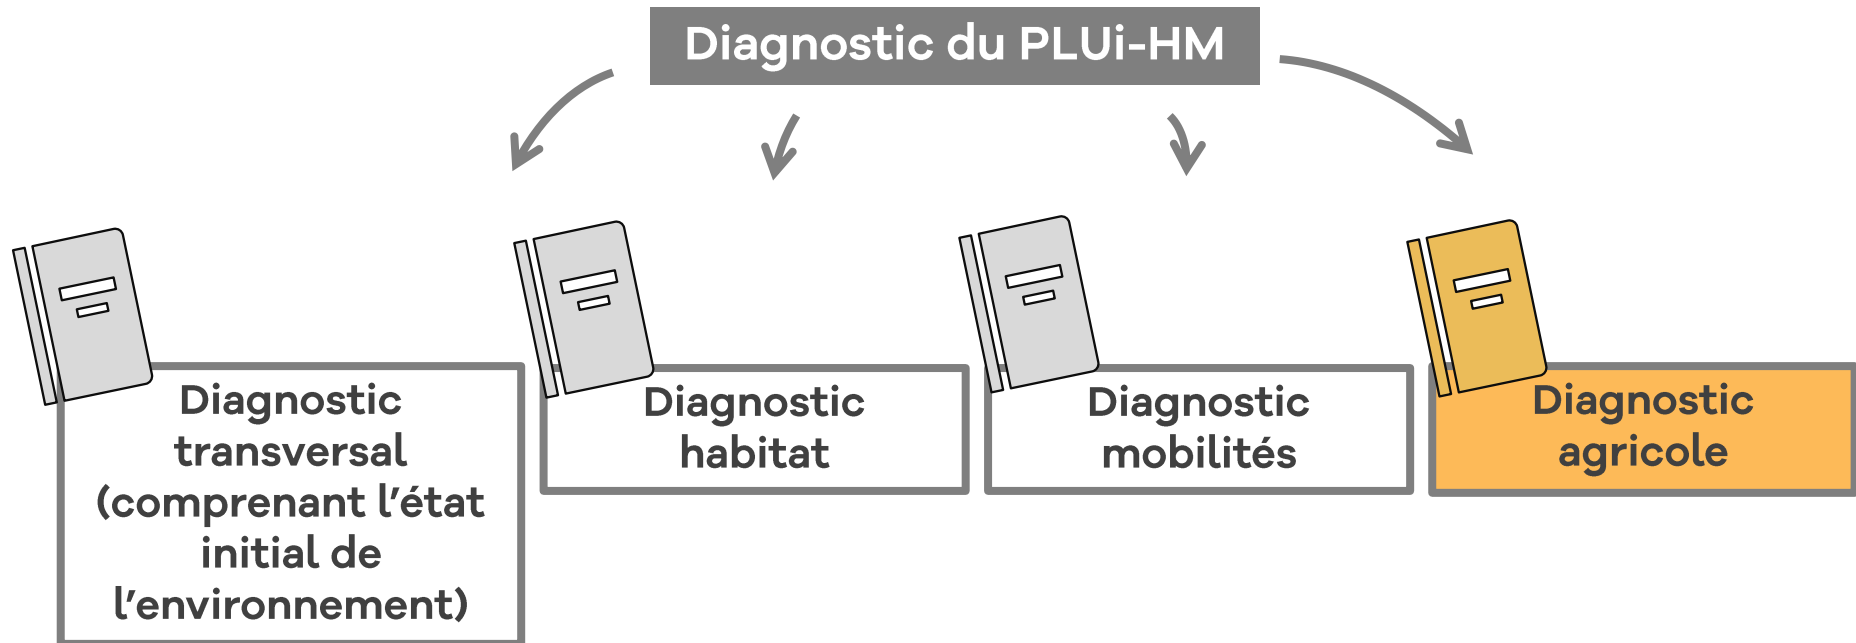 Diagnostic du PLUi-HM
Diagnostic
transversal
(comprenant l'état
initial de
l'environnement)
Diagnostic
habitat
Diagnostic
mobilités
Diagnostic
agricole